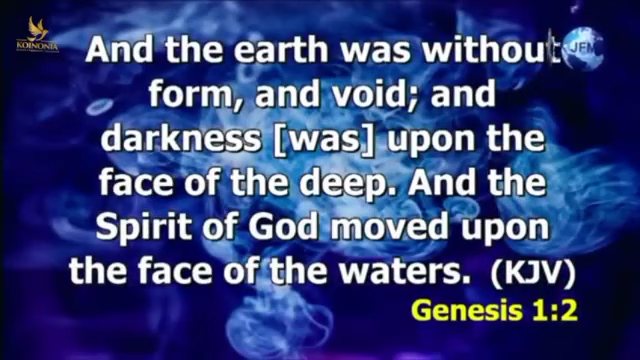 KOINONIA
JFM
And the earth was without
form, and void; and
darkness [was] upon the
face of the deep. And the
Spirit of God moved upon
the face of the waters. (KJV)
Genesis 1:2